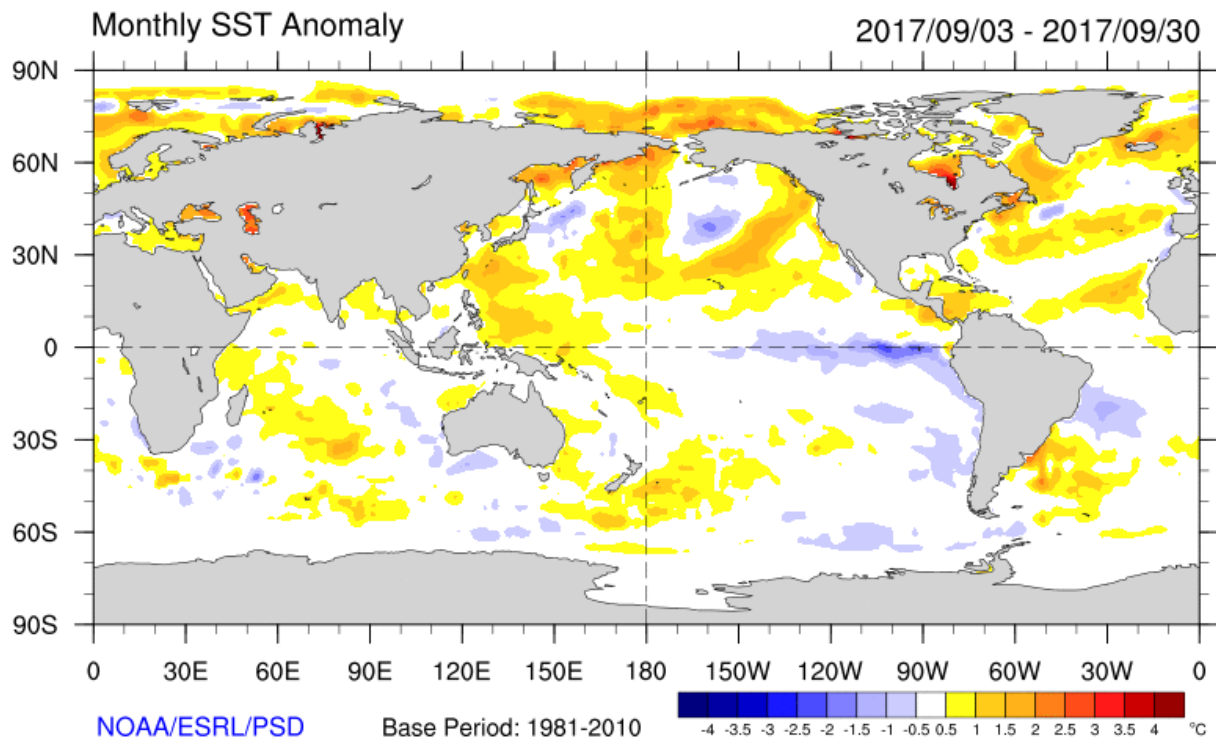 Monthly SST Anomaly 2017/09/03 - 2017/09/30
90N
60N
30N
0
30S
60S
90S
0 30E 60E 90E 120E 150E 180 150W 120W 90W 60W 30W 0
NOAA/ESRL/PSD Base Period: 1981-2010
-4 -3.5 -3 -2.5 -2 -1.5 -1 -0.5 0.5 1 1.5 2 2.5 3 3.5 4 °C